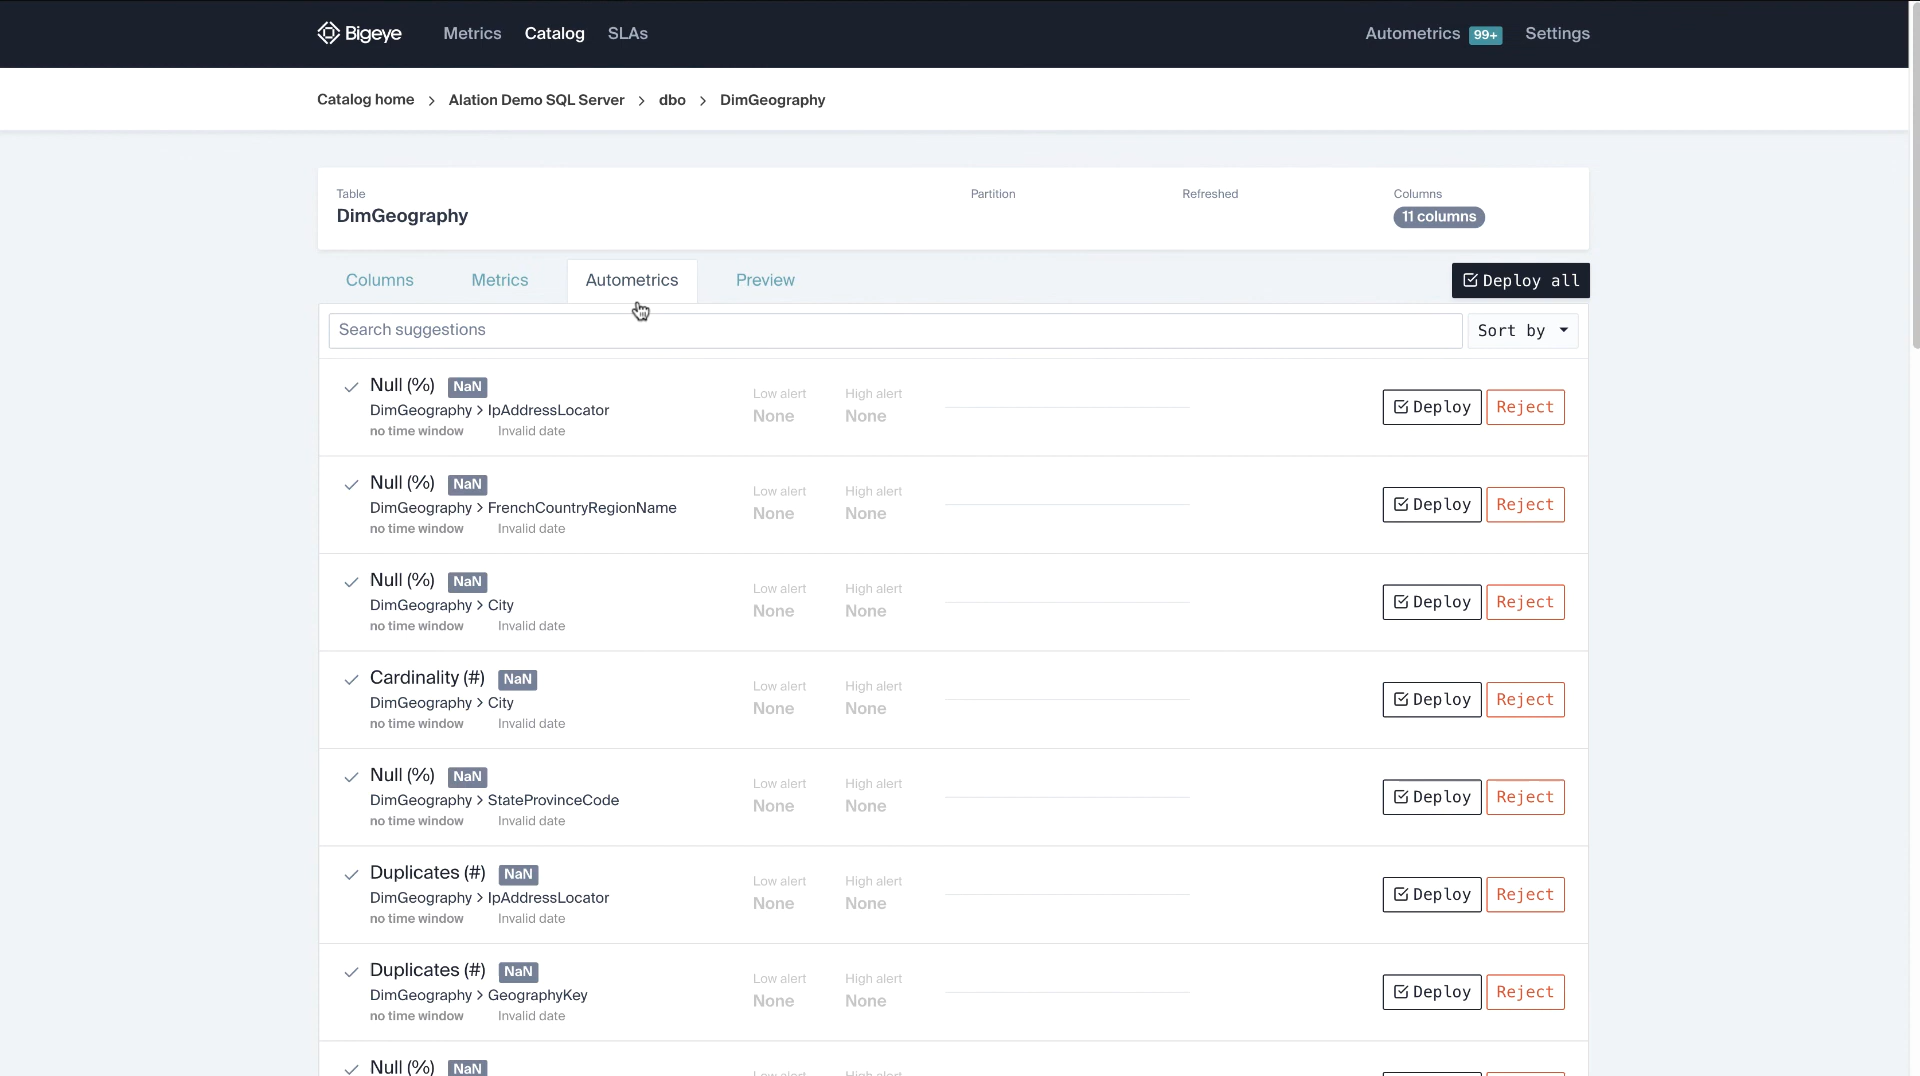 Bigeye Metrics Catalog SLAs Autometrics 99+ Settings
Catalog home > Alation Demo SQL Server > dbo > DimGeography
Table Partition Refreshed Columns
DimGeography 11 columns
Columns Metrics Autometrics Preview Deploy all
Search suggestions Sort by
Null (%) NaN
DimGeography > IpAddressLocator
no time window Invalid date
Low alert High alert
None None
Deploy Reject
Null (%) NaN
DimGeography > FrenchCountryRegionName
no time window Invalid date
Low alert High alert
None None
Deploy Reject
Null (%) NaN
DimGeography > City
no time window Invalid date
Low alert High alert
None None
Deploy Reject
Cardinality (#) NaN
DimGeography > City
no time window Invalid date
Low alert High alert
None None
Deploy Reject
Null (%) NaN
DimGeography > StateProvinceCode
no time window Invalid date
Low alert High alert
None None
Deploy Reject
Duplicates (#) NaN
DimGeography > IpAddressLocator
no time window Invalid date
Low alert High alert
None None
Deploy Reject
Duplicates (#) NaN
DimGeography > GeographyKey
no time window Invalid date
Low alert High alert
None None
Deploy Reject
Null (%) NaN
Low alert High alert